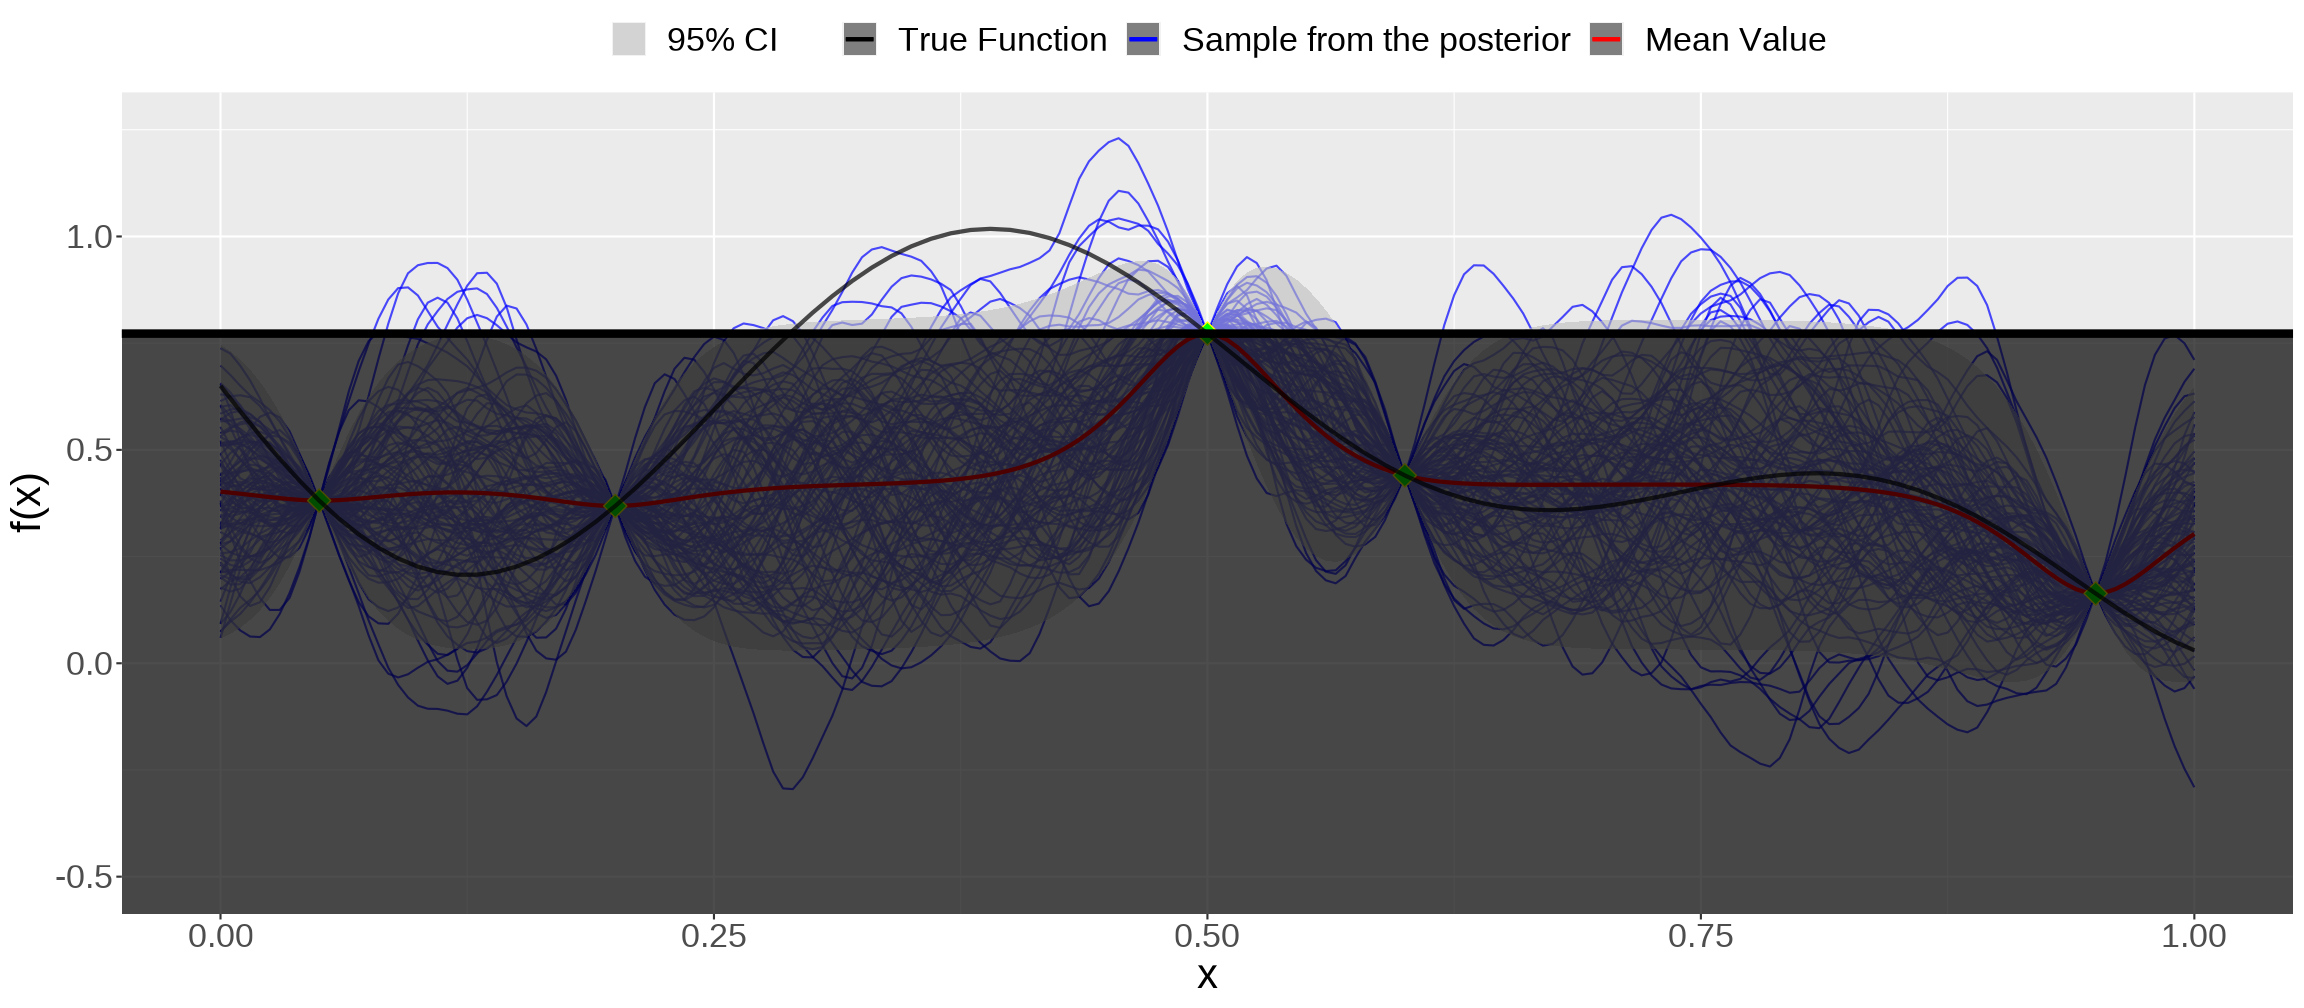 95% CI True Function Sample from the posterior Mean Value
1.0
0.5
0.0
-0.5
f(x)
0.00 0.25 0.50 0.75 1.00
x